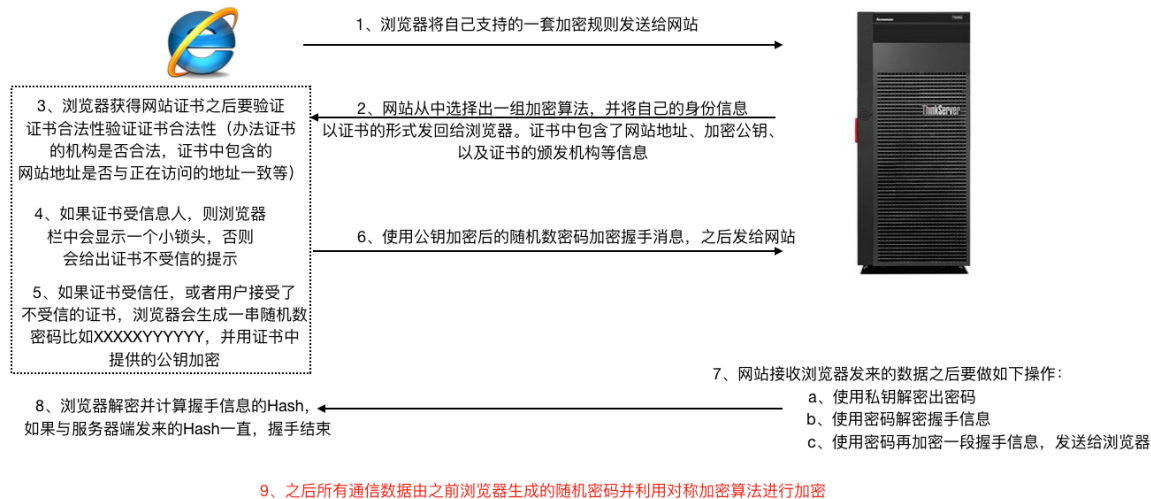 1、浏览器将自己支持的一套加密规则发送给网站
3、浏览器获得网站证书之后要验证
证书合法性验证证书合法性（办法证书
的机构是否合法，证书中包含的
网站地址是否与正在访问的地址一致等）
2、网站从中选择出一组加密算法，并将自己的身份信息
以证书的形式发回给浏览器。证书中包含了网站地址、加密公钥、
以及证书的颁发机构等信息
ThinkServer
4、如果证书受信息人，则浏览器
栏中会显示一个小锁头，否则
会给出证书不受信的提示
6、使用公钥加密后的随机数密码加密握手消息，之后发给网站
5、如果证书受信任，或者用户接受了
不受信的证书，浏览器会生成一串随机数
密码比如XXXXXYYYYYY，并用证书中
提供的公钥加密
7、网站接收浏览器发来的数据之后要做如下操作：
a、使用私钥解密出密码
b、使用密码解密握手信息
c、使用密码再加密一段握手信息，发送给浏览器
8、浏览器解密并计算握手信息的Hash，
如果与服务器端发来的Hash一直，握手结束
9、之后所有通信数据由之前浏览器生成的随机密码并利用对称加密算法进行加密